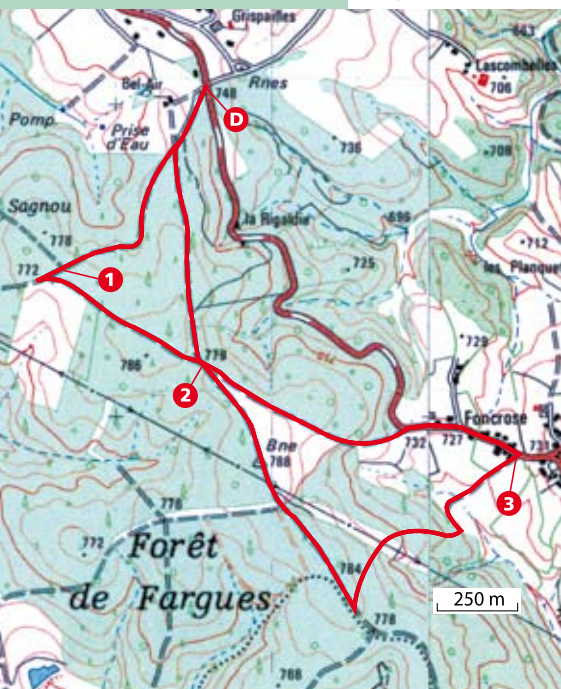 Grispailles
Lascombelles
706
Bel-Air
Rnes
748
Pomp.
Prise
d'Eau
D
736
708
Sagnou
778
la Rigaldie
696
712
772
1
725
les Planque
786
779
729
2
Foncrose
732
727
731
Bne
788
3
776
772
Forêt
de Fargues
784
250 m
778
768